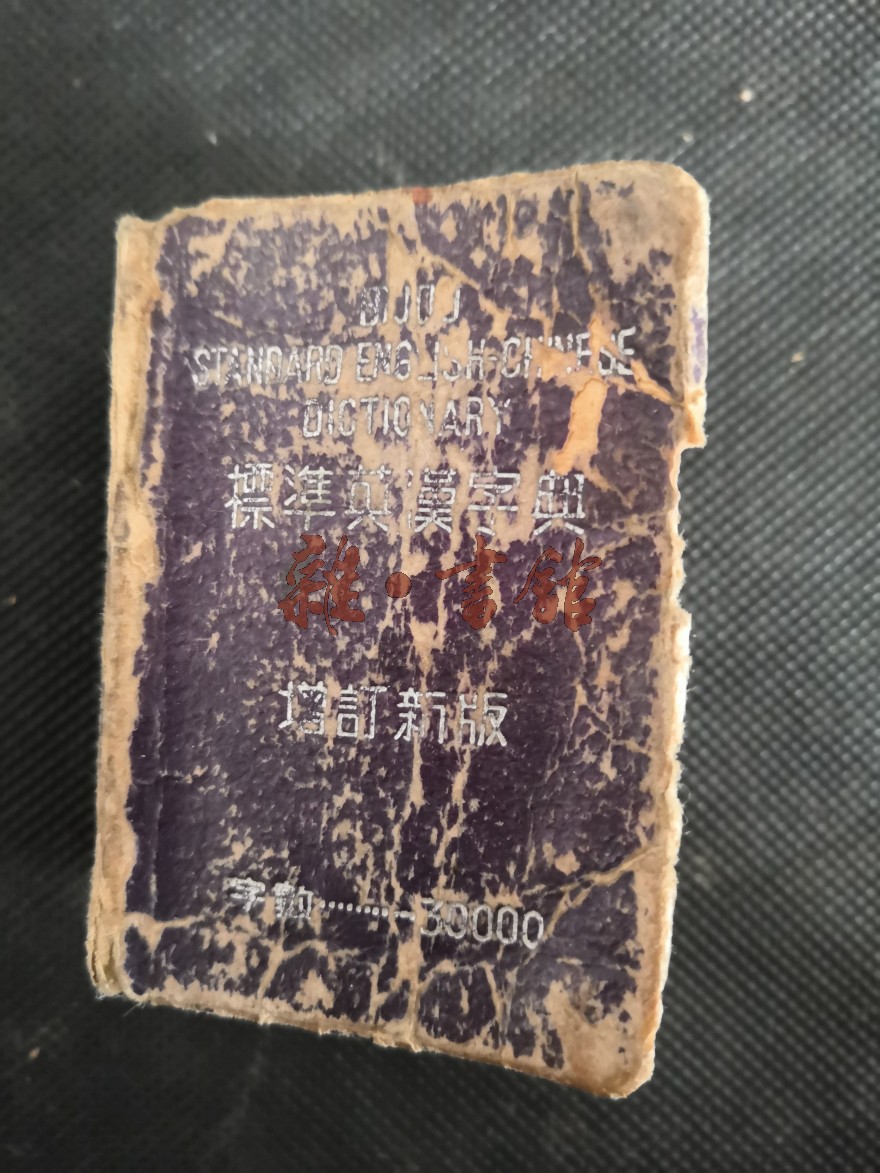 BIJOU
STANDARD ENGLISH-CHINESE
DICTIONARY
標準英漢字典
雜·書館
增訂新版
字數………30000